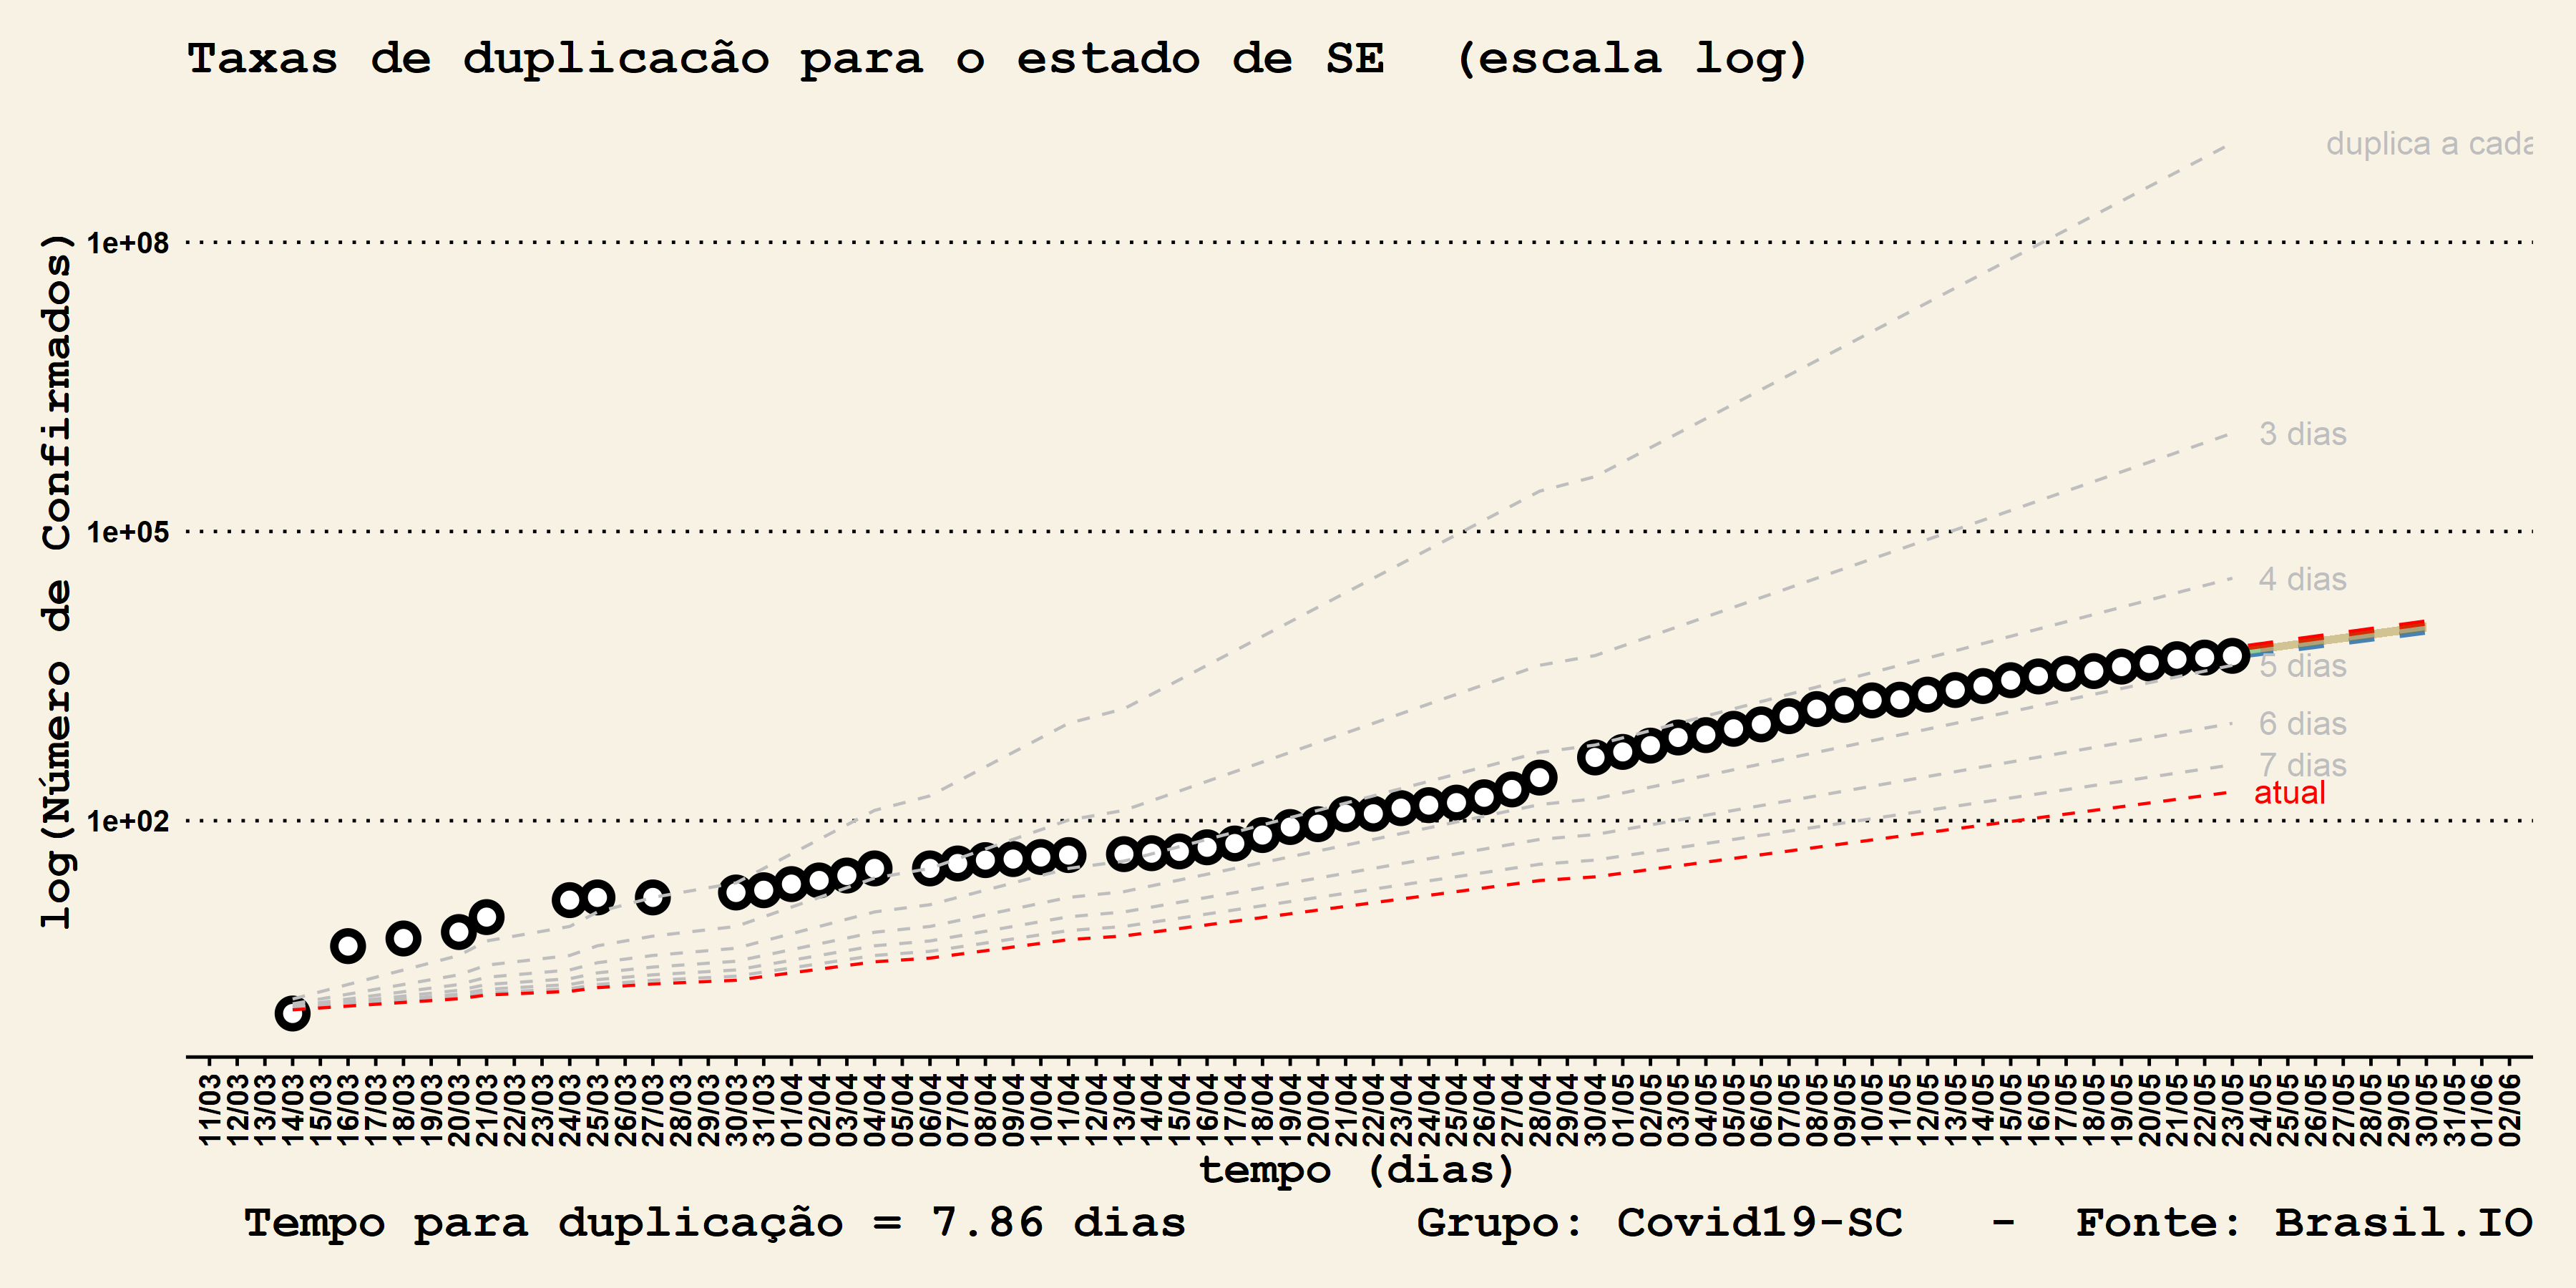 Taxas de duplicacão para o estado de SE  (escala log)
duplica a cada
1e+08
3 dias
1e+05
4 dias
5 dias
6 dias
7 dias
atual
1e+02
log(Número de Confirmados)
11/03 12/03 13/03 14/03 15/03 16/03 17/03 18/03 19/03 20/03 21/03 22/03 23/03 24/03 25/03 26/03 27/03 28/03 29/03 30/03 31/03 01/04 02/04 03/04 04/04 05/04 06/04 07/04 08/04 09/04 10/04 11/04 12/04 13/04 14/04 15/04 16/04 17/04 18/04 19/04 20/04 21/04 22/04 23/04 24/04 25/04 26/04 27/04 28/04 29/04 30/04 01/05 02/05 03/05 04/05 05/05 06/05 07/05 08/05 09/05 10/05 11/05 12/05 13/05 14/05 15/05 16/05 17/05 18/05 19/05 20/05 21/05 22/05 23/05 24/05 25/05 26/05 27/05 28/05 29/05 30/05 31/05 01/06 02/06
tempo (dias)
Tempo para duplicação = 7.86 dias        Grupo: Covid19-SC   -  Fonte: Brasil.IO